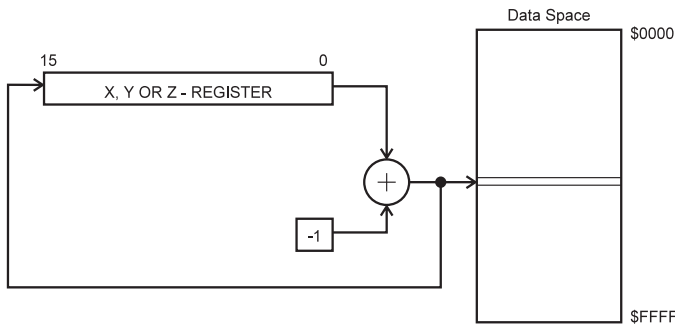 Data Space
$0000
15
0
X, Y OR Z - REGISTER
+
-1
$FFFF